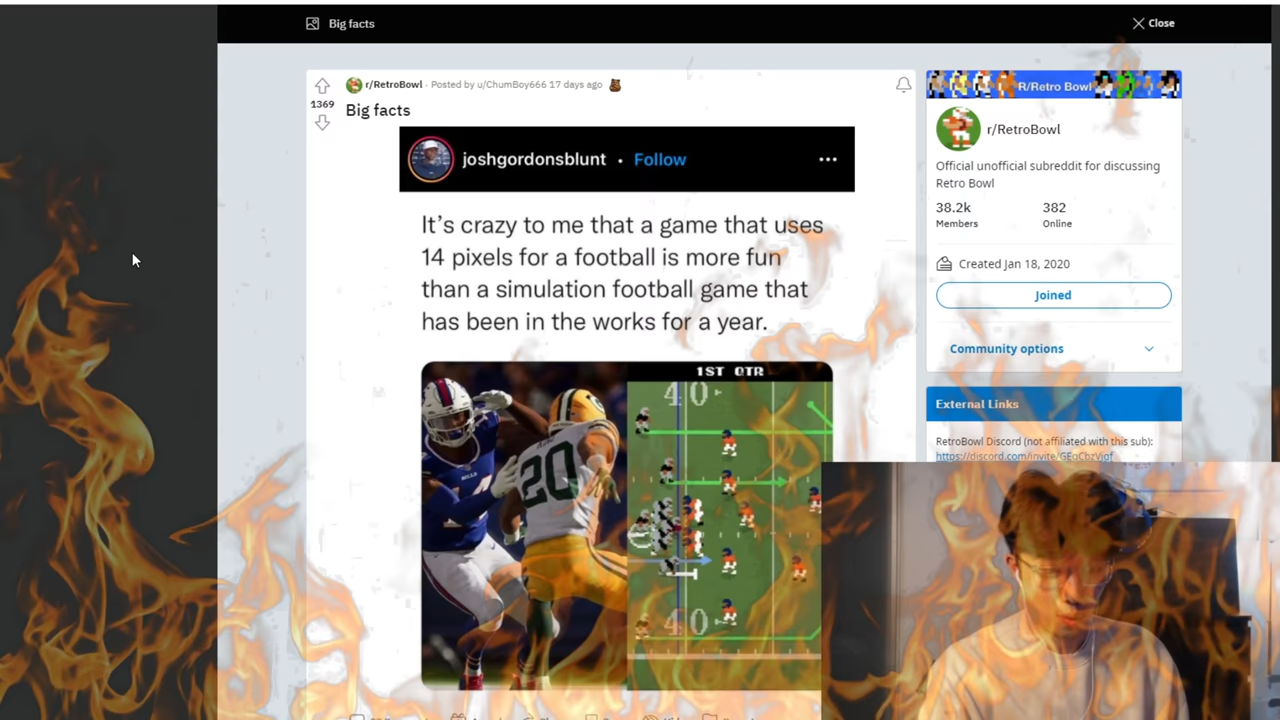 Big facts
Close
1369
r/RetroBowl · Posted by u/ChumBoy666 17 days ago
Big facts
joshgordonsblunt · Follow
It's crazy to me that a game that uses
14 pixels for a football is more fun
than a simulation football game that
has been in the works for a year.
BILLS
20
1ST QTR
40
40
R/Retro Bowl
r/RetroBowl
Official unofficial subreddit for discussing
Retro Bowl
38.2k
Members
382
Online
Created Jan 18, 2020
Joined
Community options
External Links
RetroBowl Discord (not affiliated with this sub):